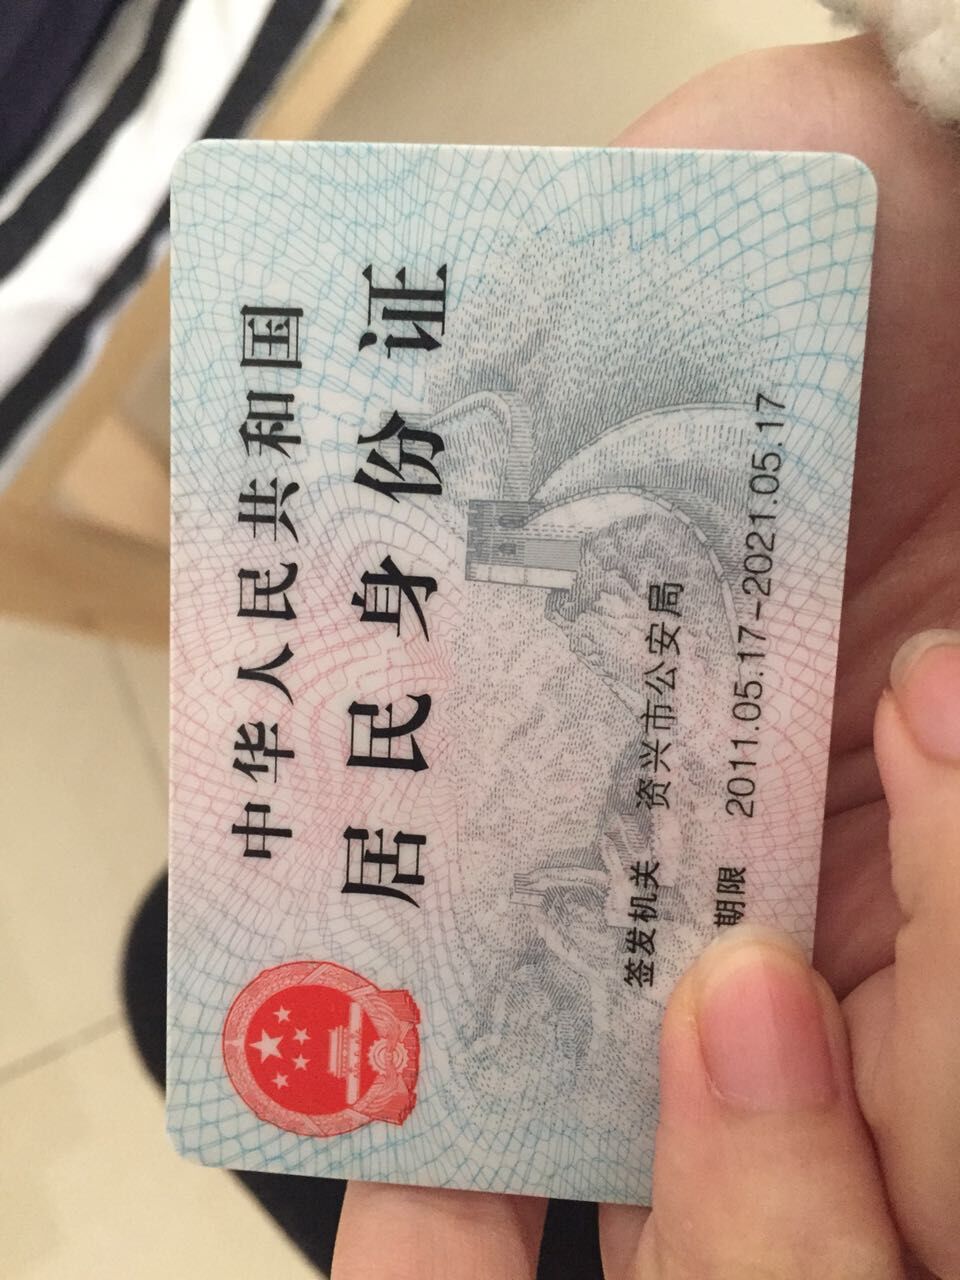 中华人民共和国
居民身份证
签发机关 资兴市公安局
期限 2011.05.17-2021.05.17